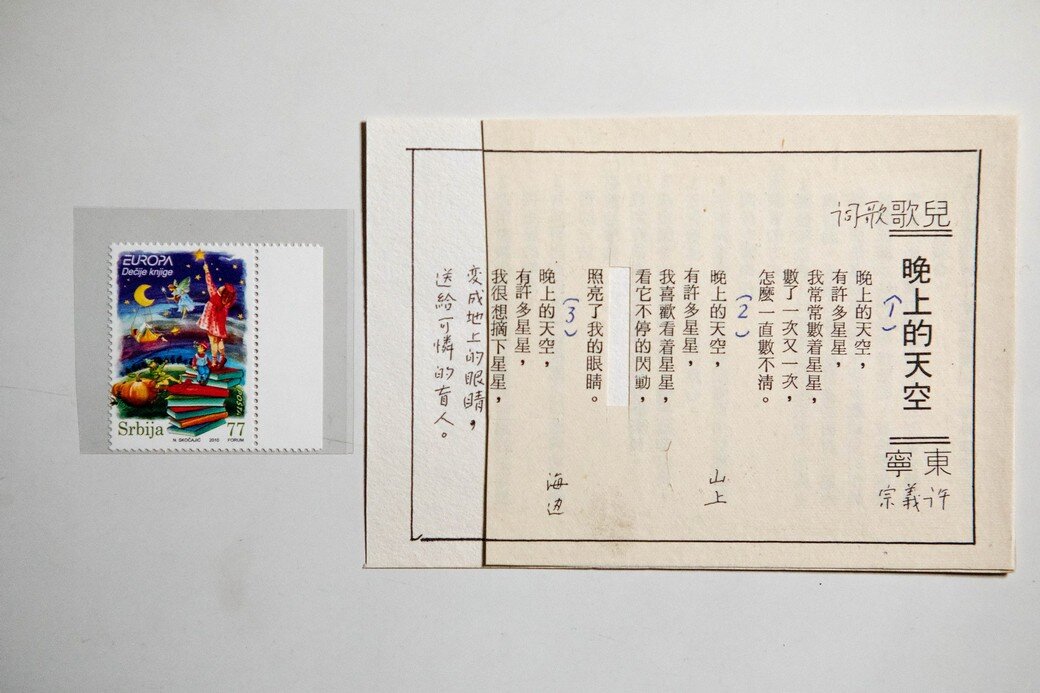 EUROPA
Dečije knjige
POSTA
Srbija 77
N. SKOČAJIĆ 2010 FORUM
兒歌歌词
晚上的天空
東寧
许義宗
(1)
晚上的天空，
有許多星星，
我常常數着星星，
數了一次又一次，
怎麼一直數不清。
(2)
晚上的天空，
山上
有許多星星，
我喜歡看着星星，
看它不停的閃動，
照亮了我的眼睛。
(3)
晚上的天空，
海边
有許多星星，
我很想摘下星星，
变成地上的眼睛，
送給可憐的盲人。